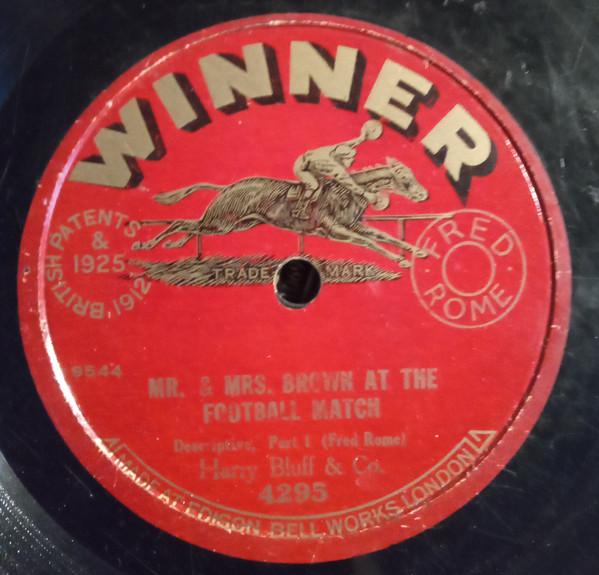 WINNER
BRITISH PATENTS
& 1925
1912
TRADE MARK
FRED
ROME
9544
MR. & MRS. BROWN AT THE
FOOTBALL MATCH
Descriptive, Part 1 (Fred Rome)
Harry Bluff & Co.
4295
MADE AT EDISON BELL WORKS, LONDON